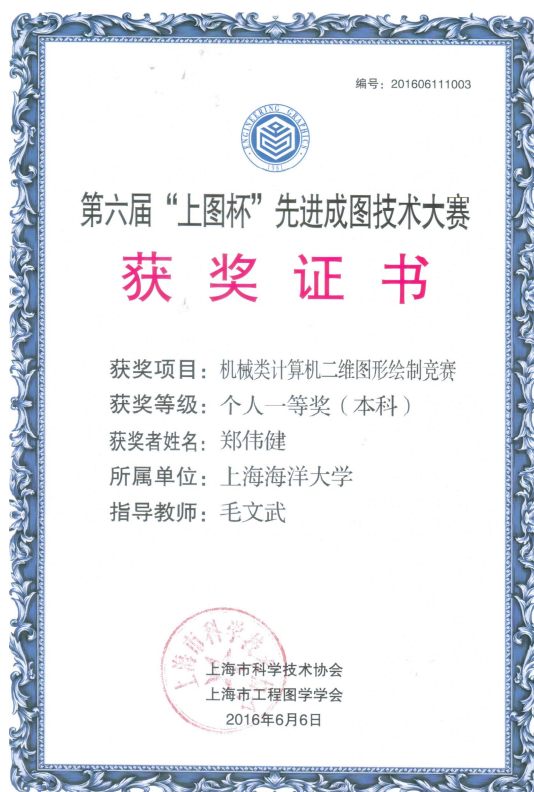 编号：201606111003
ENGINEERING GRAPHICS
第六届“上图杯”先进成图技术大赛
获奖证书
获奖项目：机械类计算机二维图形绘制竞赛
获奖等级：个人一等奖（本科）
获奖者姓名：郑伟健
所属单位：上海海洋大学
指导教师：毛文武
上海市科学技术协会
上海市工程图学学会
2016年6月6日